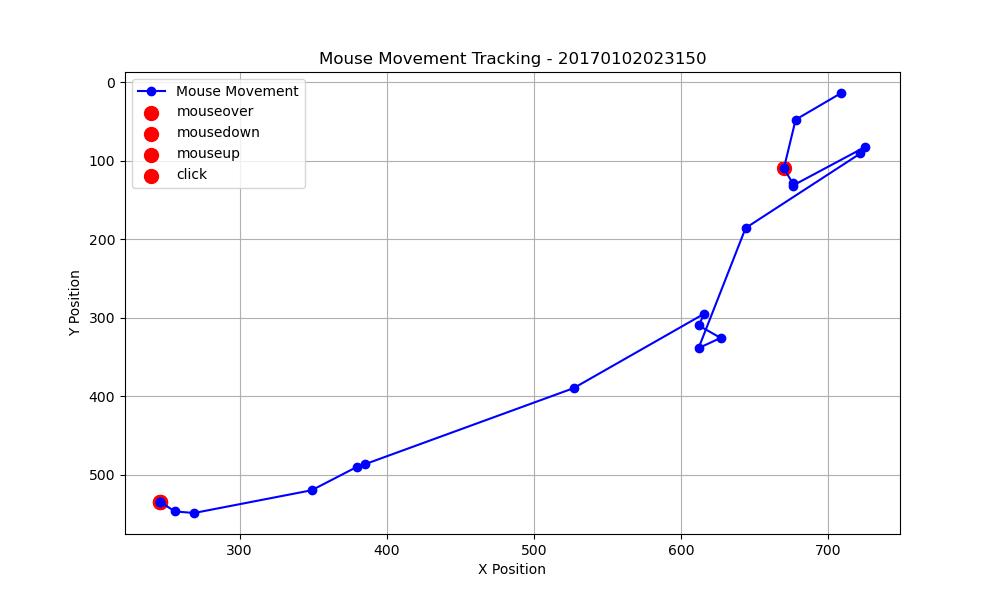 Mouse Movement Tracking - 20170102023150
Mouse Movement
mouseover
mousedown
mouseup
click
0
100
200
300
400
500
Y Position
300
400
500
600
700
X Position